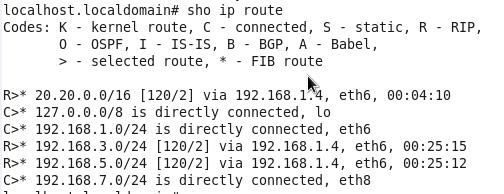 localhost.localdomain# sho ip route
Codes: K - kernel route, C - connected, S - static, R - RIP,
O - OSPF, I - IS-IS, B - BGP, A - Babel,
> - selected route, * - FIB route
R>* 20.20.0.0/16 [120/2] via 192.168.1.4, eth6, 00:04:10
C>* 127.0.0.0/8 is directly connected, lo
C>* 192.168.1.0/24 is directly connected, eth6
R>* 192.168.3.0/24 [120/2] via 192.168.1.4, eth6, 00:25:15
R>* 192.168.5.0/24 [120/2] via 192.168.1.4, eth6, 00:25:12
C>* 192.168.7.0/24 is directly connected, eth8